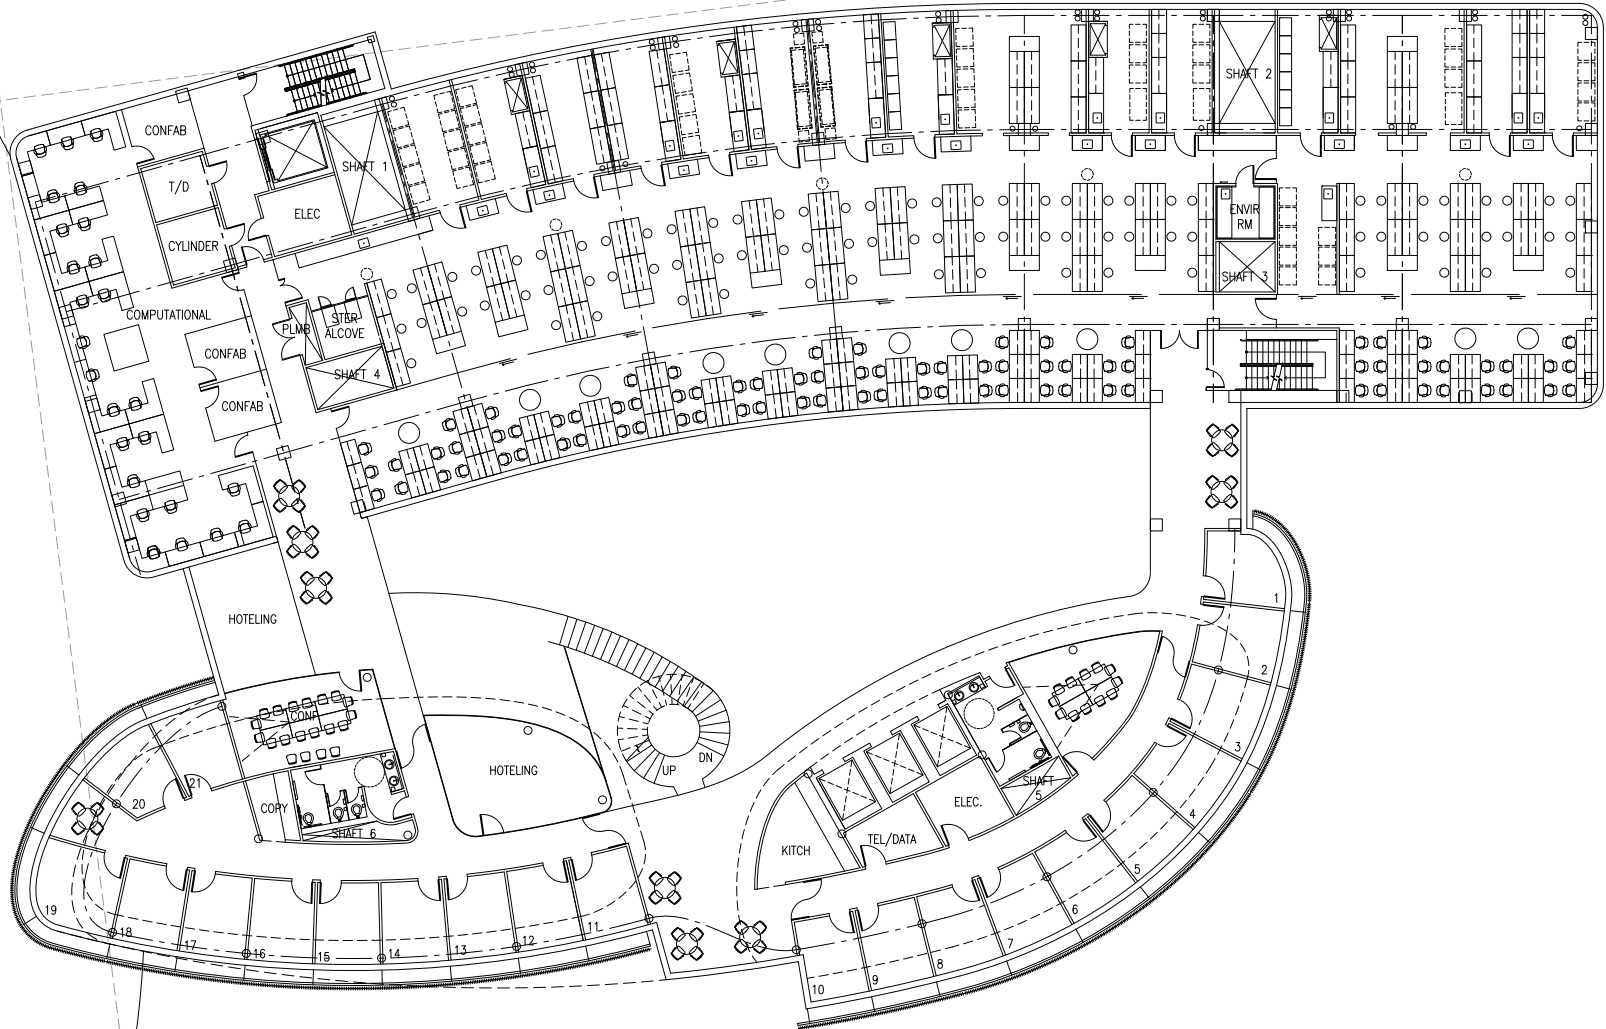 CONFAB
SHAFT 2
T/D
SHAFT 1
ELEC
ENVIR
RM
CYLINDER
SHAFT 3
COMPUTATIONAL
PLMB
STER
ALCOVE
CONFAB
SHAFT 4
CONFAB
HOTELING
CONF
HOTELING
UP
DN
COPY
SHAFT 6
SHAFT
5
ELEC.
TEL/DATA
KITCH
1
2
3
4
5
6
7
8
9
10
11
12
13
14
15
16
17
18
19
20
21